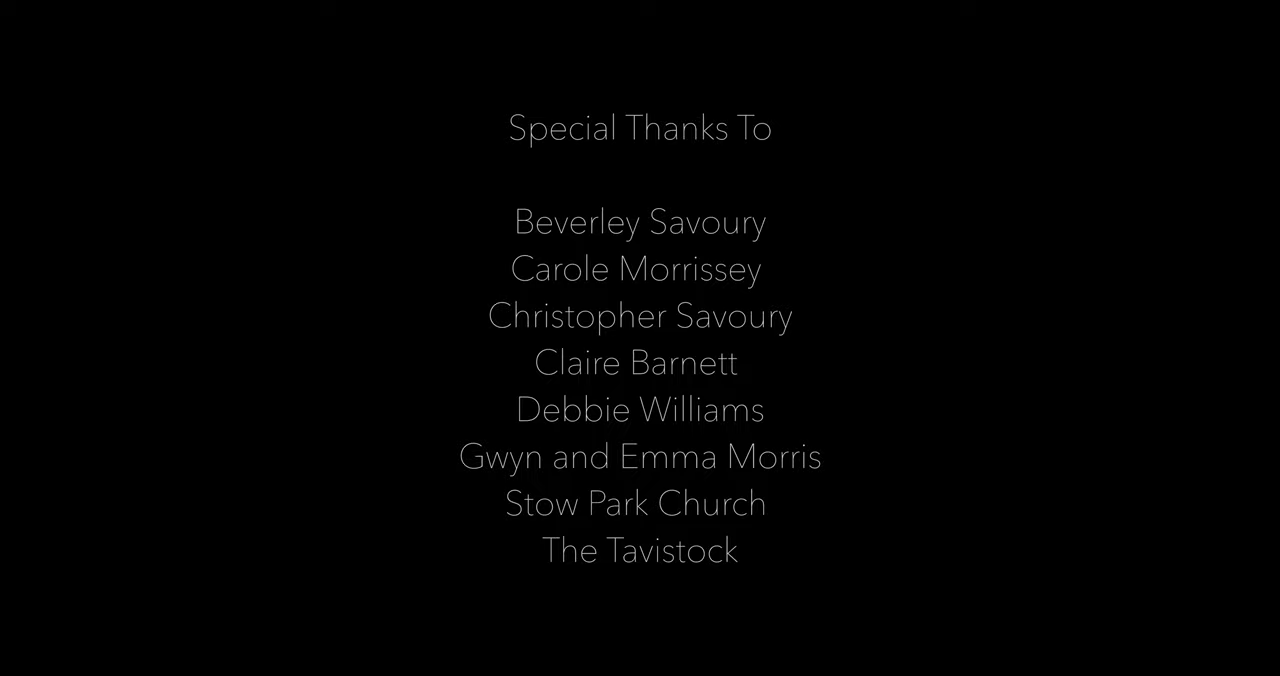 Special Thanks To
Beverley Savoury
Carole Morrissey
Christopher Savoury
Claire Barnett
Debbie Williams
Gwyn and Emma Morris
Stow Park Church
The Tavistock